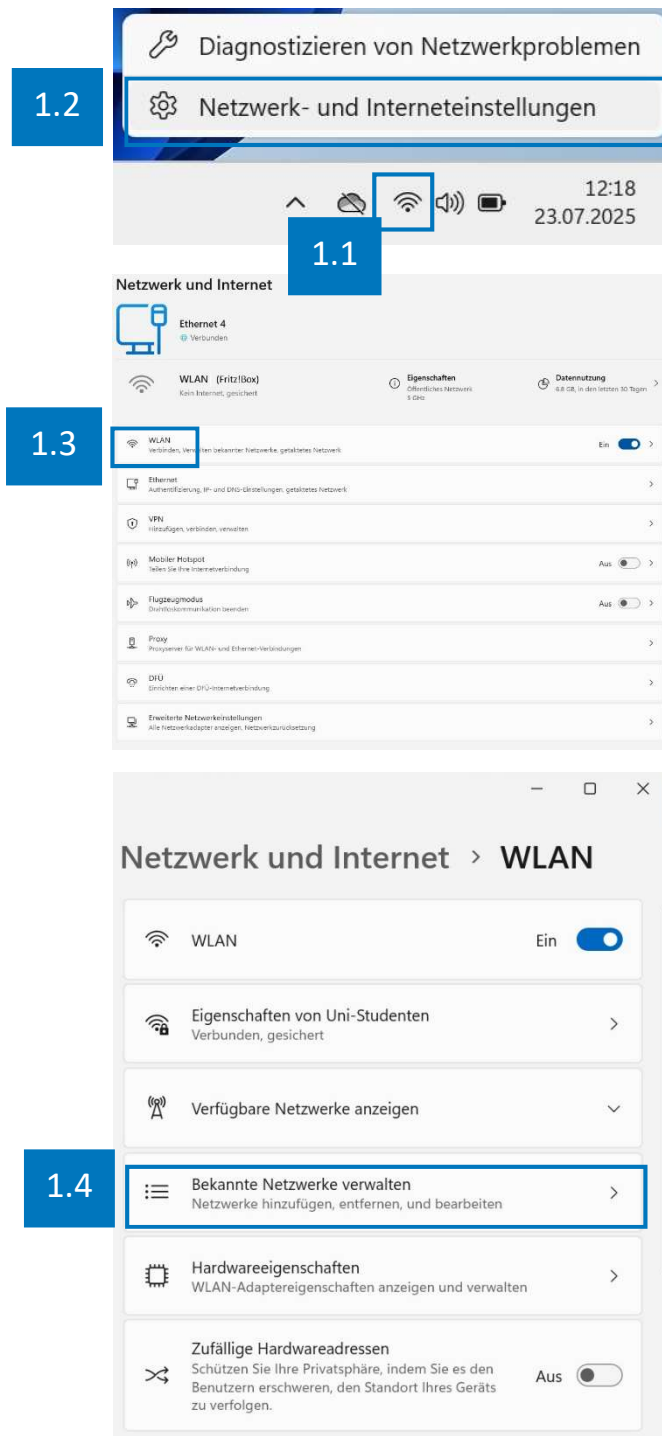 Diagnostizieren von Netzwerkproblemen
1.2
Netzwerk- und Interneteinstellungen
12:18
23.07.2025
1.1
Netzwerk und Internet
Ethernet 4
Verbunden
WLAN (Fritz!Box)
Kein Internet, gesichert
Eigenschaften
Öffentliches Netzwerk
5 GHz
Datennutzung
4.8 GB, in den letzten 30 Tagen
1.3
WLAN
Verbinden, Verwalten bekannter Netzwerke, getaktetes Netzwerk
Ein
Ethernet
Authentifizierung, IP- und DNS-Einstellungen, getaktetes Netzwerk
VPN
Hinzufügen, verbinden, verwalten
Mobiler Hotspot
Teilen Sie Ihre Internetverbindung
Aus
Flugzeugmodus
Drahtloskommunikation beenden
Aus
Proxy
Proxyserver für WLAN- und Ethernet-Verbindungen
DFÜ
Einrichten einer DFÜ-Internetverbindung
Erweiterte Netzwerkeinstellungen
Alle Netzwerkadapter anzeigen, Netzwerkzurücksetzung
Netzwerk und Internet > WLAN
WLAN
Ein
Eigenschaften von Uni-Studenten
Verbunden, gesichert
Verfügbare Netzwerke anzeigen
1.4
Bekannte Netzwerke verwalten
Netzwerke hinzufügen, entfernen, und bearbeiten
Hardwareeigenschaften
WLAN-Adaptereigenschaften anzeigen und verwalten
Zufällige Hardwareadressen
Schützen Sie Ihre Privatsphäre, indem Sie es den
Benutzern erschweren, den Standort Ihres Geräts
zu verfolgen.
Aus